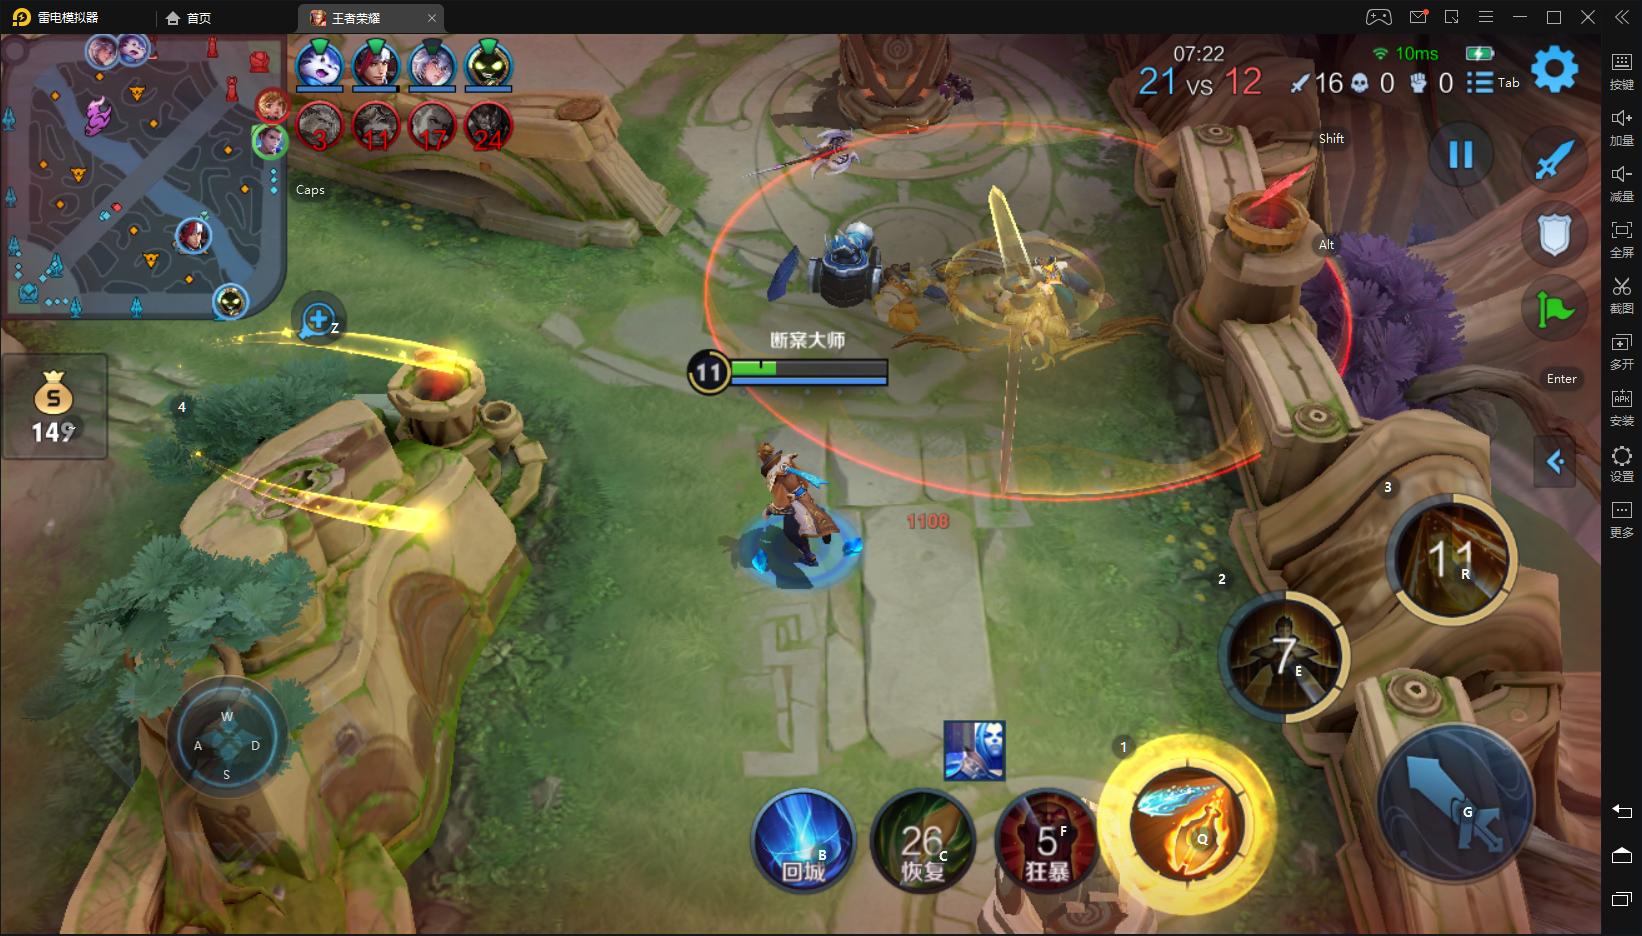 雷电模拟器
首页
王者荣耀
07:22
10ms
21 vs 12
16 0 0
Tab
3 11 17 24
Caps
Shift
Alt
Enter
Z
149
4
断案大师
11
1108
3
11
R
2
7
E
1
Q
G
W
A D
S
回城
B
26
恢复
C
5
F
狂暴
按键
加量
减量
全屏
截图
多开
APK
安装
设置
更多